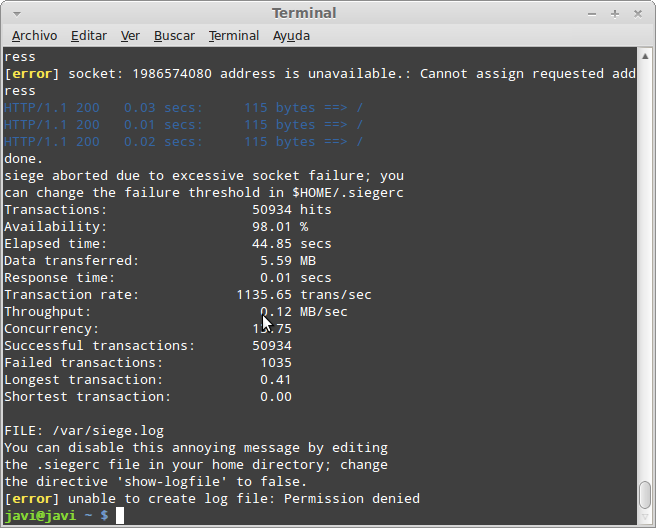 Terminal
Archivo Editar Ver Buscar Terminal Ayuda
ress
[error] socket: 1986574080 address is unavailable.: Cannot assign requested add
ress
HTTP/1.1 200   0.03 secs:     115 bytes ==> /
HTTP/1.1 200   0.01 secs:     115 bytes ==> /
HTTP/1.1 200   0.02 secs:     115 bytes ==> /
done.
siege aborted due to excessive socket failure; you
can change the failure threshold in $HOME/.siegerc
Transactions:                  50934 hits
Availability:                  98.01 %
Elapsed time:                  44.85 secs
Data transferred:               5.59 MB
Response time:                  0.01 secs
Transaction rate:            1135.65 trans/sec
Throughput:                     0.12 MB/sec
Concurrency:
Successful transactions:       50934
Failed transactions:            1035
Longest transaction:            0.41
Shortest transaction:           0.00
FILE: /var/siege.log
You can disable this annoying message by editing
the .siegerc file in your home directory; change
the directive 'show-logfile' to false.
[error] unable to create log file: Permission denied
javi@javi ~ $